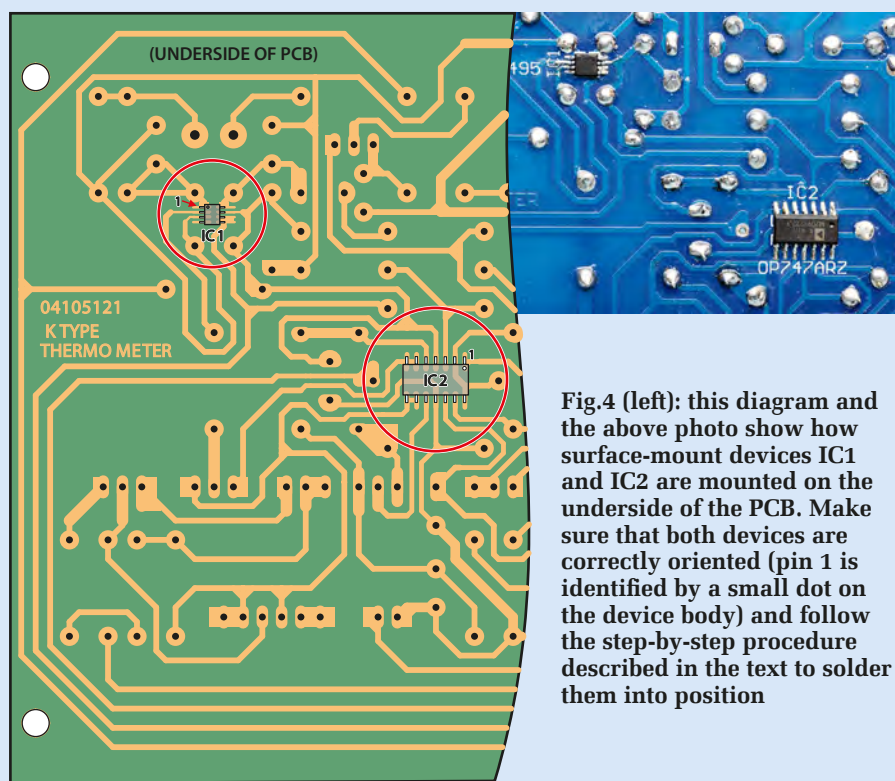 (UNDERSIDE OF PCB)
1
IC1
04105121
K TYPE
THERMO METER
1
IC2
495
IC1
IC2
OP747ARZ
Fig.4 (left): this diagram and
the above photo show how
surface-mount devices IC1
and IC2 are mounted on the
underside of the PCB. Make
sure that both devices are
correctly oriented (pin 1 is
identified by a small dot on
the device body) and follow
the step-by-step procedure
described in the text to solder
them into position